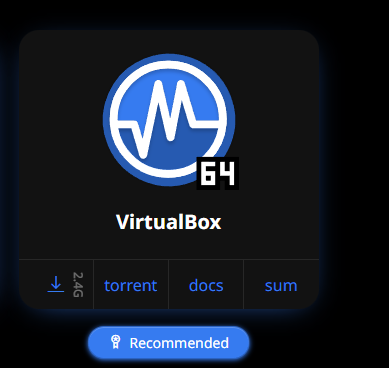 64
VirtualBox
2.4G
torrent
docs
sum
Recommended